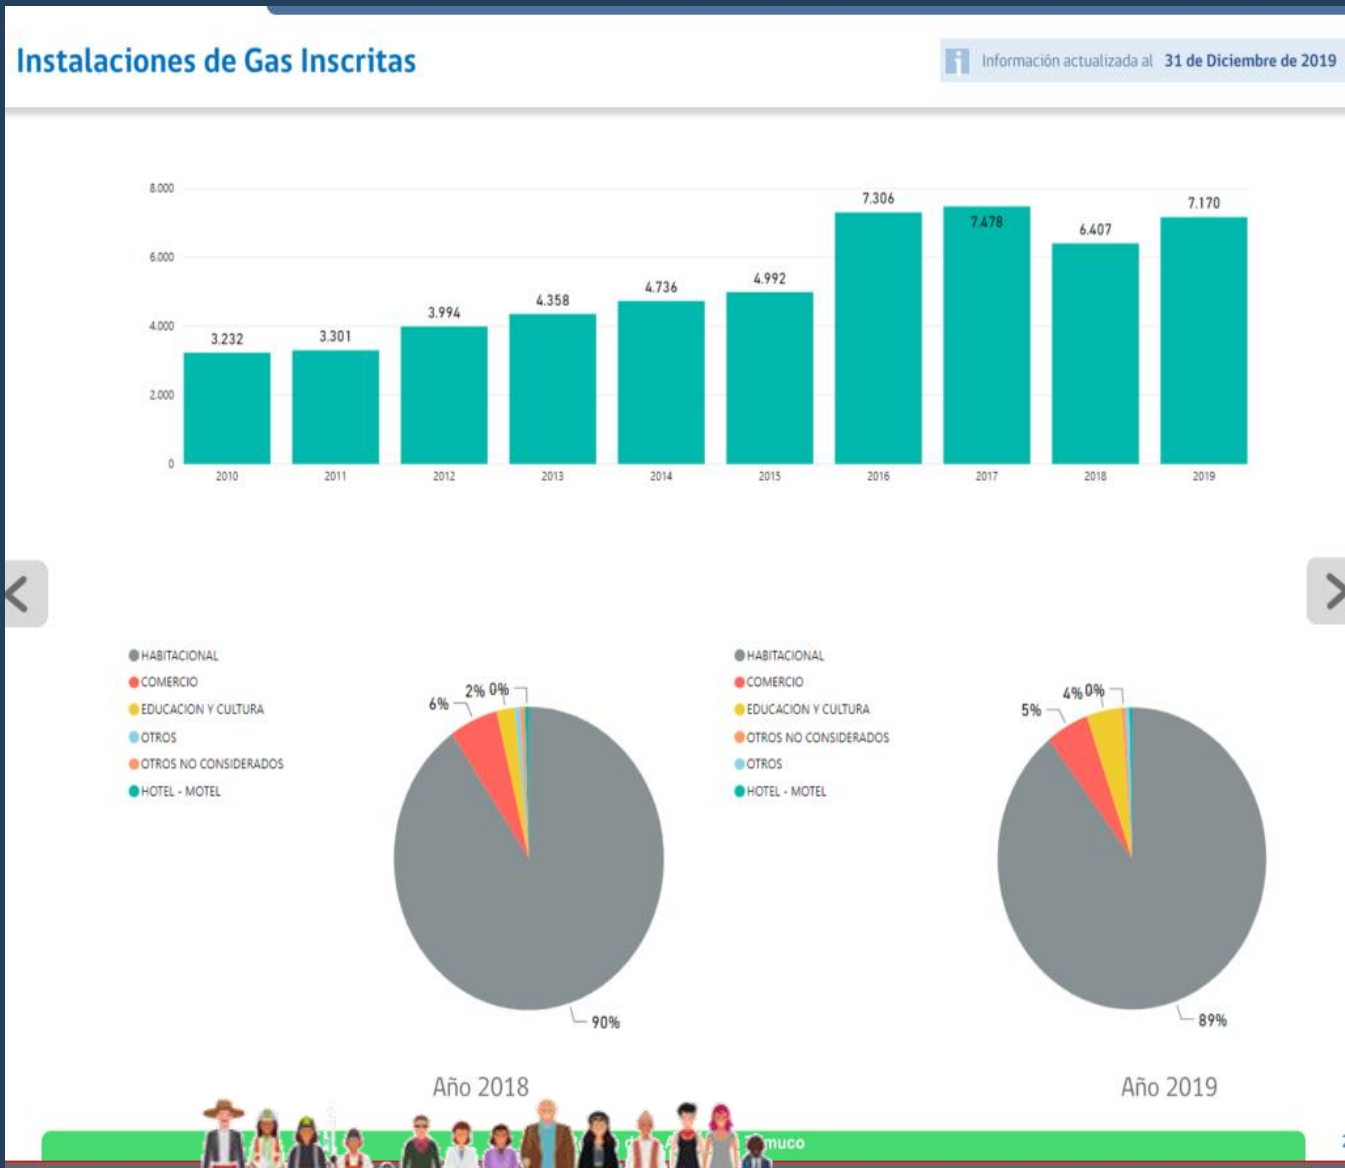 Instalaciones de Gas Inscritas
Información actualizada al 31 de Diciembre de 2019
8.000
6.000
4.000
2.000
0
3.232
3.301
3.994
4.358
4.736
4.992
7.306
7.478
6.407
7.170
2010
2011
2012
2013
2014
2015
2016
2017
2018
2019
HABITACIONAL
COMERCIO
EDUCACION Y CULTURA
OTROS
OTROS NO CONSIDERADOS
HOTEL - MOTEL
6%
2%
0%
90%
Año 2018
HABITACIONAL
COMERCIO
EDUCACION Y CULTURA
OTROS NO CONSIDERADOS
OTROS
HOTEL - MOTEL
5%
4%
0%
89%
Año 2019